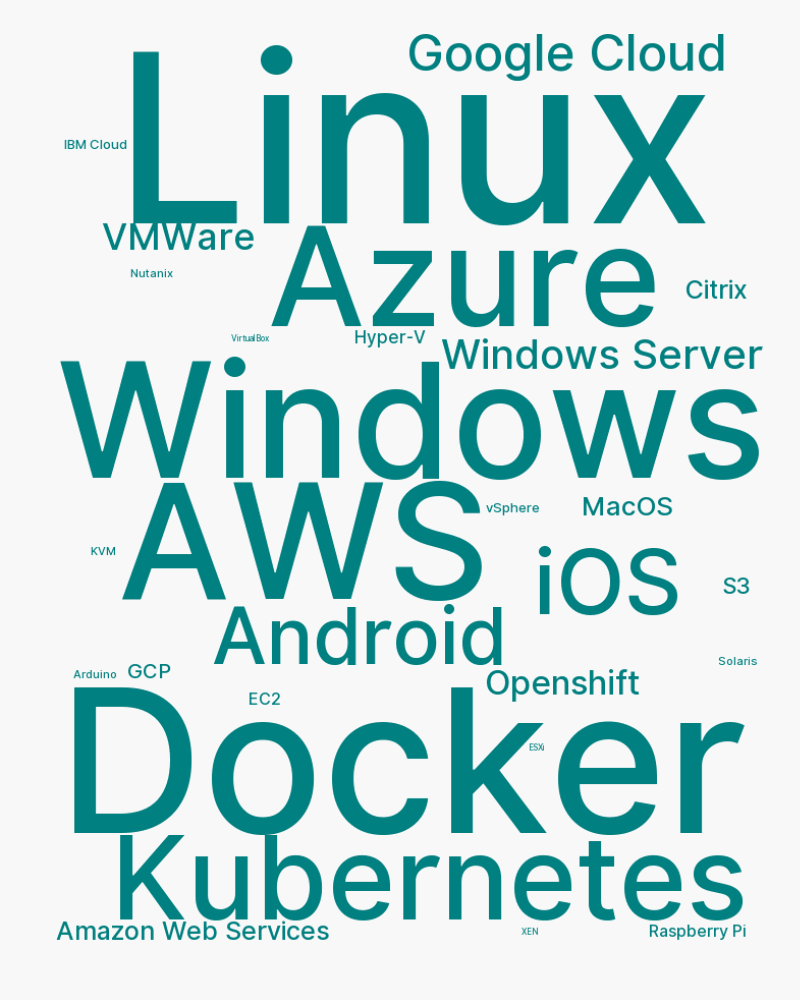 Google Cloud
Linux
IBM Cloud
VMWare
Azure
Nutanix
Citrix
VirtualBox
Hyper-V
Windows Server
Windows
AWS
vSphere
MacOS
KVM
iOS
S3
Android
Solaris
Arduino
GCP
Openshift
EC2
Docker
ESXi
Kubernetes
Amazon Web Services
XEN
Raspberry Pi